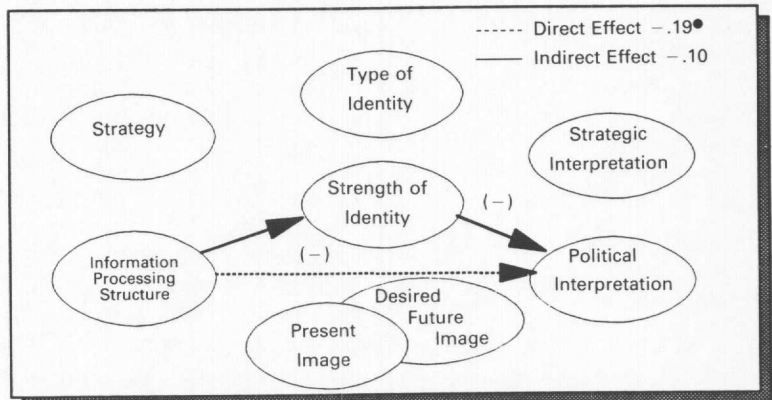 Direct Effect −.19●
Indirect Effect −.10
Type of
Identity
Strategy
Strategic
Interpretation
Strength of
Identity
(−)
(−)
Information
Processing
Structure
Political
Interpretation
Desired
Future
Image
Present
Image